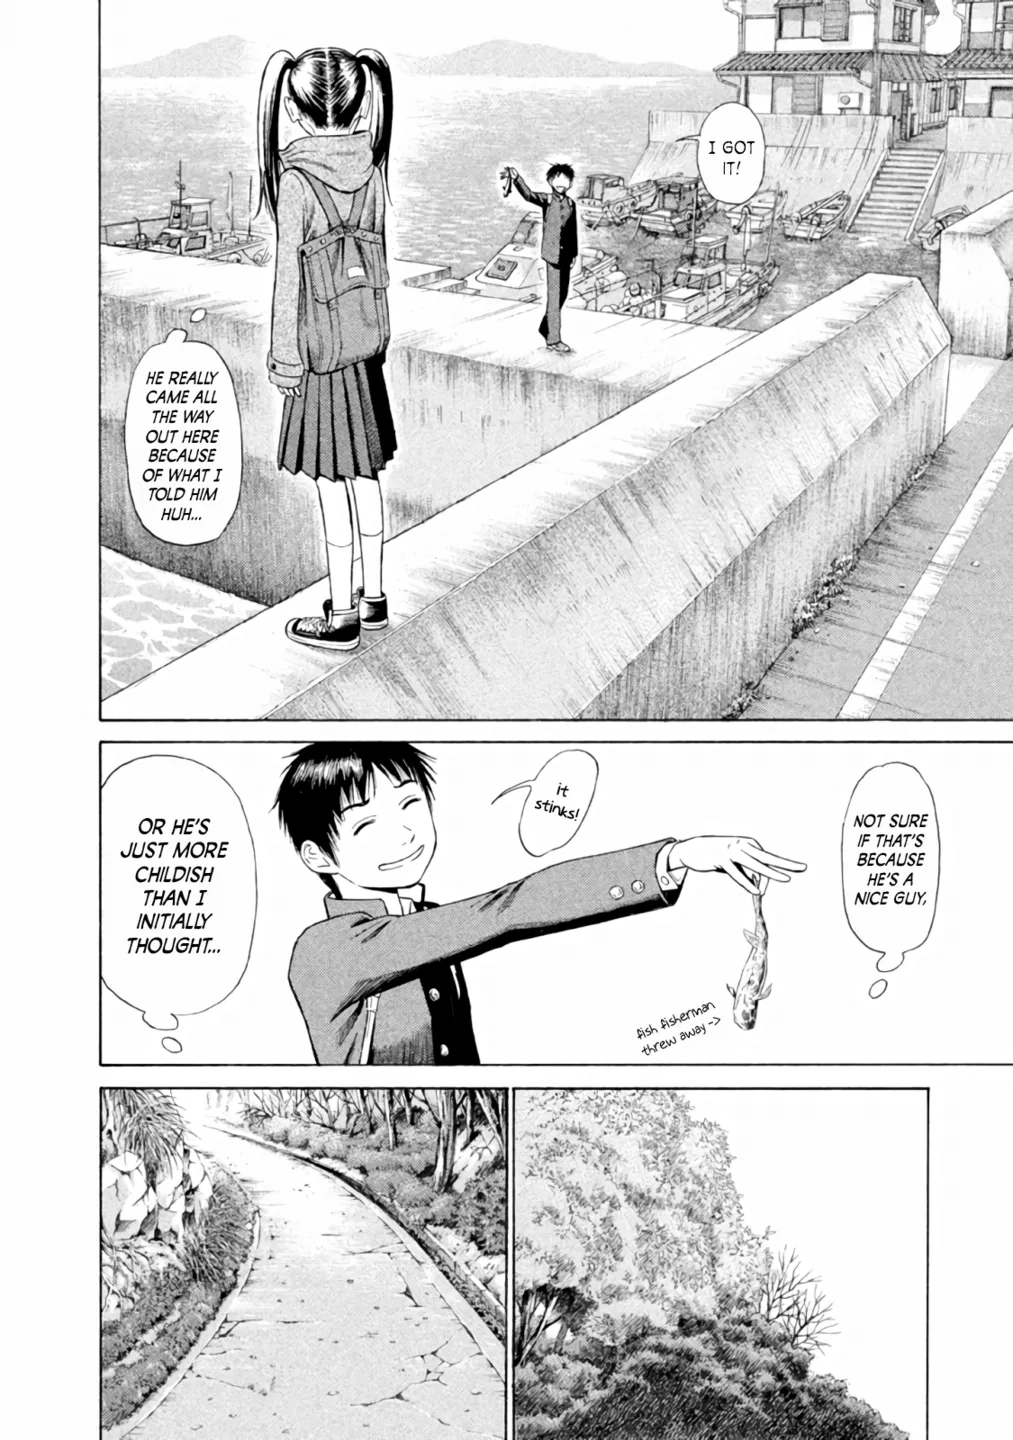 I GOT
IT!
HE REALLY
CAME ALL
THE WAY
OUT HERE
BECAUSE
OF WHAT I
TOLD HIM
HUH...
NOT SURE
IF THAT'S
BECAUSE
HE'S A
NICE GUY,
it
stinks!
fish fisherman
threw away ->
OR HE'S
JUST MORE
CHILDISH
THAN I
INITIALLY
THOUGHT...